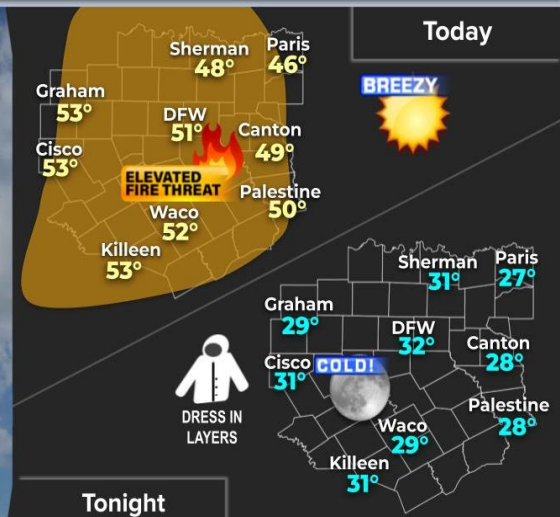 Today
BREEZY
Sherman
48°
Paris
46°
Graham
53°
DFW
51°
Canton
49°
Cisco
53°
ELEVATED
FIRE THREAT
Palestine
50°
Waco
52°
Killeen
53°
Sherman
31°
Paris
27°
Graham
29°
DFW
32°
Canton
28°
Cisco
31°
COLD!
Palestine
28°
Waco
29°
Killeen
31°
DRESS IN
LAYERS
Tonight